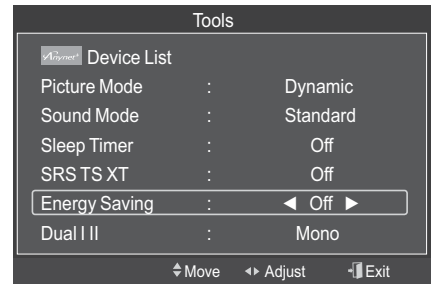 Tools
Anynet+ Device List
Picture Mode : Dynamic
Sound Mode : Standard
Sleep Timer : Off
SRS TS XT : Off
Energy Saving : ◄ Off ►
Dual I II : Mono
Move Adjust Exit